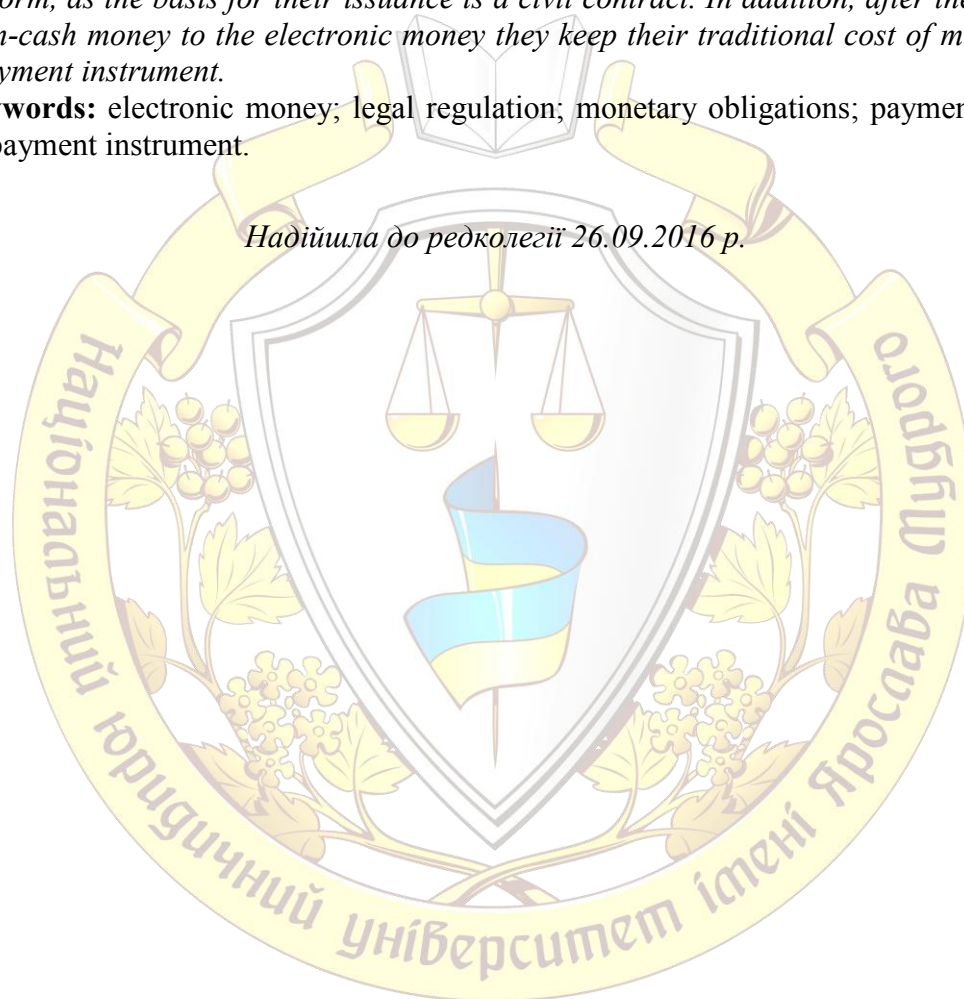 orm, as the basis for their issuance is a civil contract. In addition, after the
n-cash money to the electronic money they keep their traditional cost of m
yment instrument.
ywords: electronic money; legal regulation; monetary obligations; paymen
payment instrument.
Надійшла до редколегії 26.09.2016 р.
Національний юридичний університет імені Ярослава Мудрого